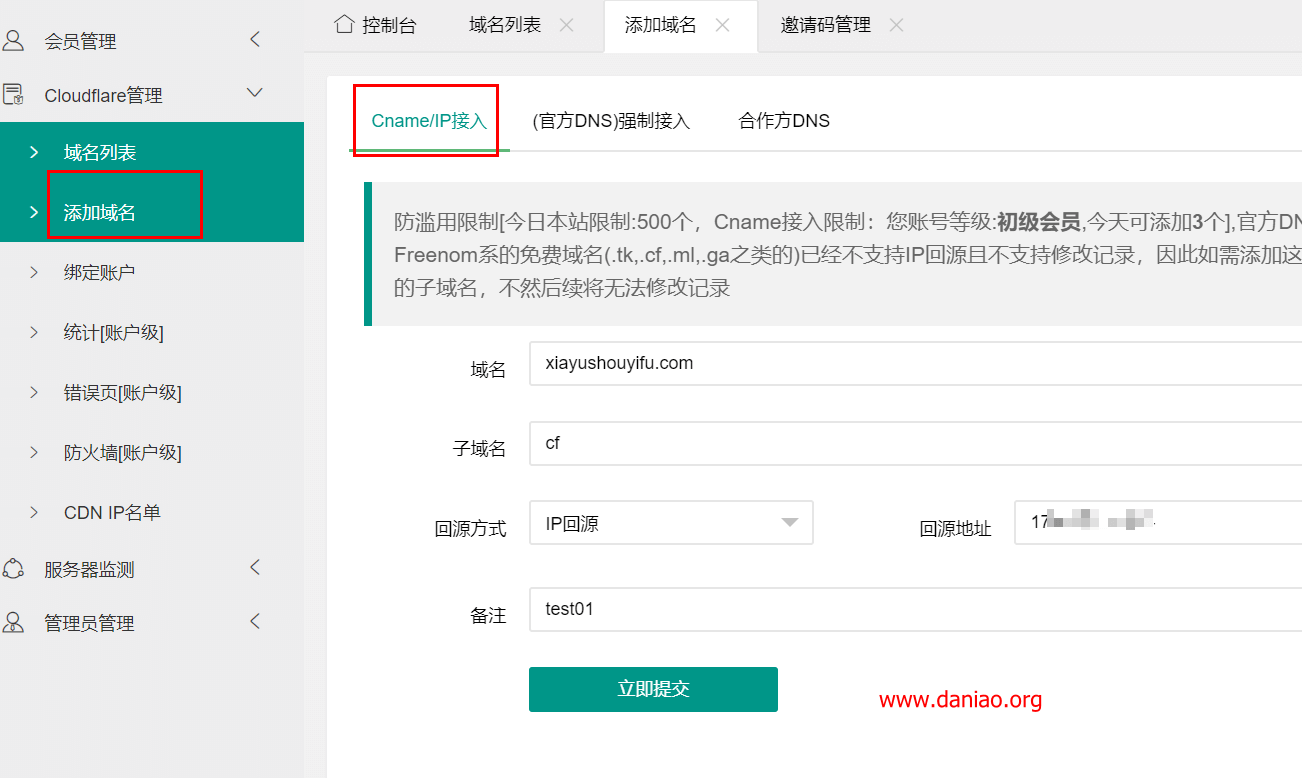 会员管理
Cloudflare管理
域名列表
添加域名
绑定账户
统计[账户级]
错误页[账户级]
防火墙[账户级]
CDN IP名单
服务器监测
管理员管理
控制台
域名列表
添加域名
邀请码管理
Cname/IP接入
(官方DNS)强制接入
合作方DNS
防滥用限制[今日本站限制:500个，Cname接入限制：您账号等级:初级会员,今天可添加3个],官方DN
Freenom系的免费域名(.tk,.cf,.ml,.ga之类的)已经不支持IP回源且不支持修改记录，因此如需添加这
的子域名，不然后续将无法修改记录
域名
xiayushouyifu.com
子域名
cf
回源方式
IP回源
回源地址
17
备注
test01
立即提交
www.daniao.org